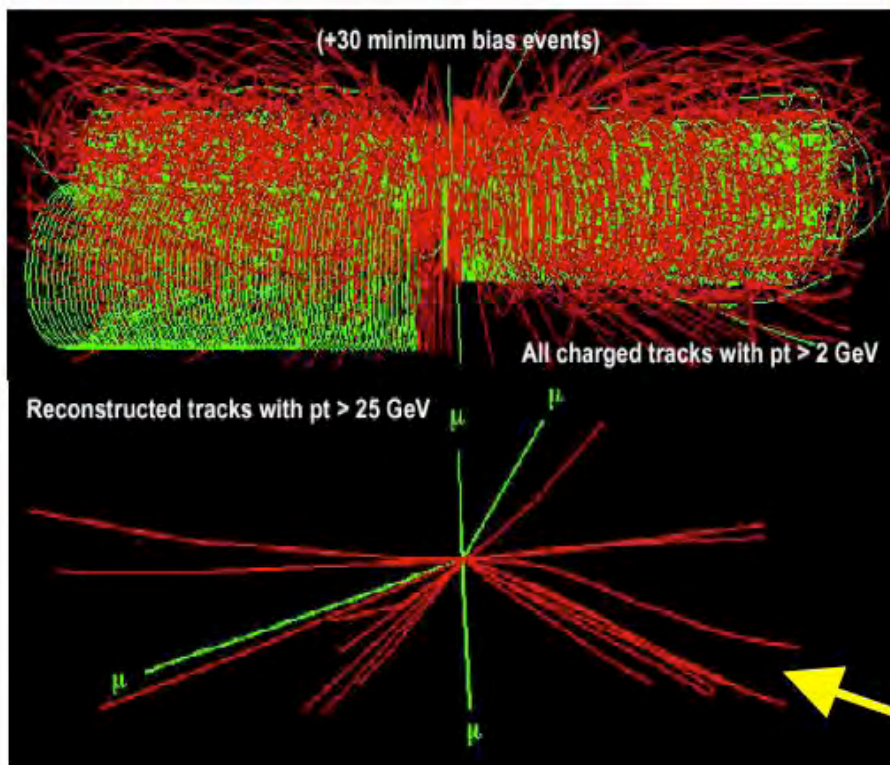 (+30 minimum bias events)
All charged tracks with pt > 2 GeV
Reconstructed tracks with pt > 25 GeV
μ
μ
μ
μ